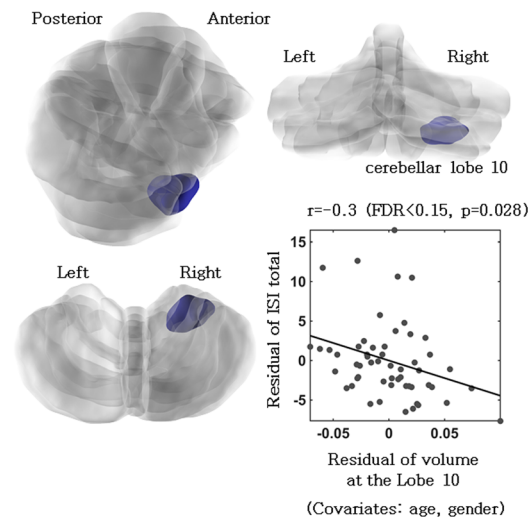 Posterior
Anterior
Left
Right
cerebellar lobe 10
Left
Right
r=-0.3 (FDR<0.15, p=0.028)
Residual of ISI total
15
10
5
0
-5
-0.05
0
0.05
Residual of volume
at the Lobe 10
(Covariates: age, gender)